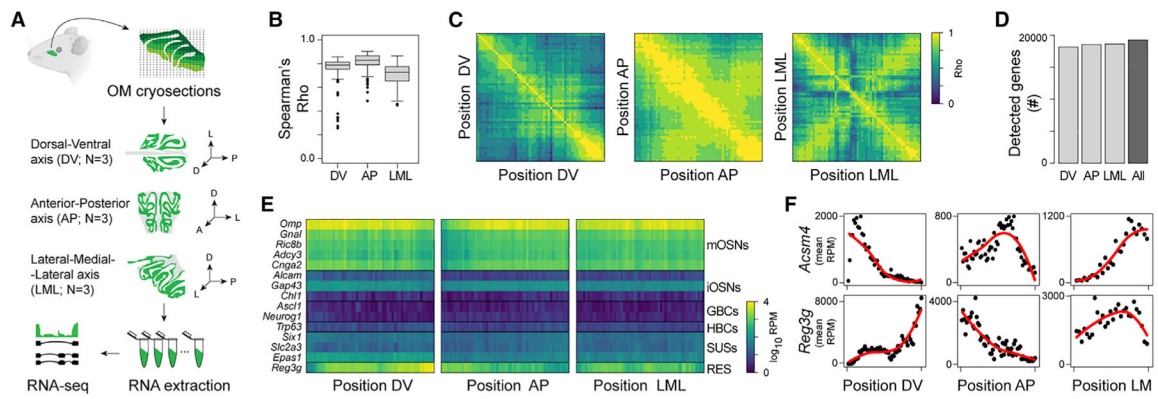 A
OM cryosections
Dorsal-Ventral
axis (DV; N=3)
L
P
D
Anterior-Posterior
axis (AP; N=3)
D
L
A
Lateral-Medial-
-Lateral axis
(LML; N=3)
D
P
L
RNA-seq
RNA extraction
B
Spearman's
Rho
1.0
0.0
DV
AP
LML
C
Position DV
Position DV
Position AP
Position AP
Position LML
Position LML
1
0
Rho
D
Detected genes
(#)
20000
0
DV
AP
LML
All
E
Omp
Gnal
Ric8b
Adcy3
Cnga2
Alcam
Gap43
Chl1
Ascl1
Neurog1
Trp63
Six1
Slc2a3
Epas1
Reg3g
mOSNs
iOSNs
GBCs
HBCs
SUSs
RES
4
0
log10 RPM
Position DV
Position AP
Position LML
F
Acsm4
(mean
RPM)
2000
0
800
0
1200
0
Reg3g
(mean
RPM)
8000
0
4000
0
3000
0
Position DV
Position AP
Position LM